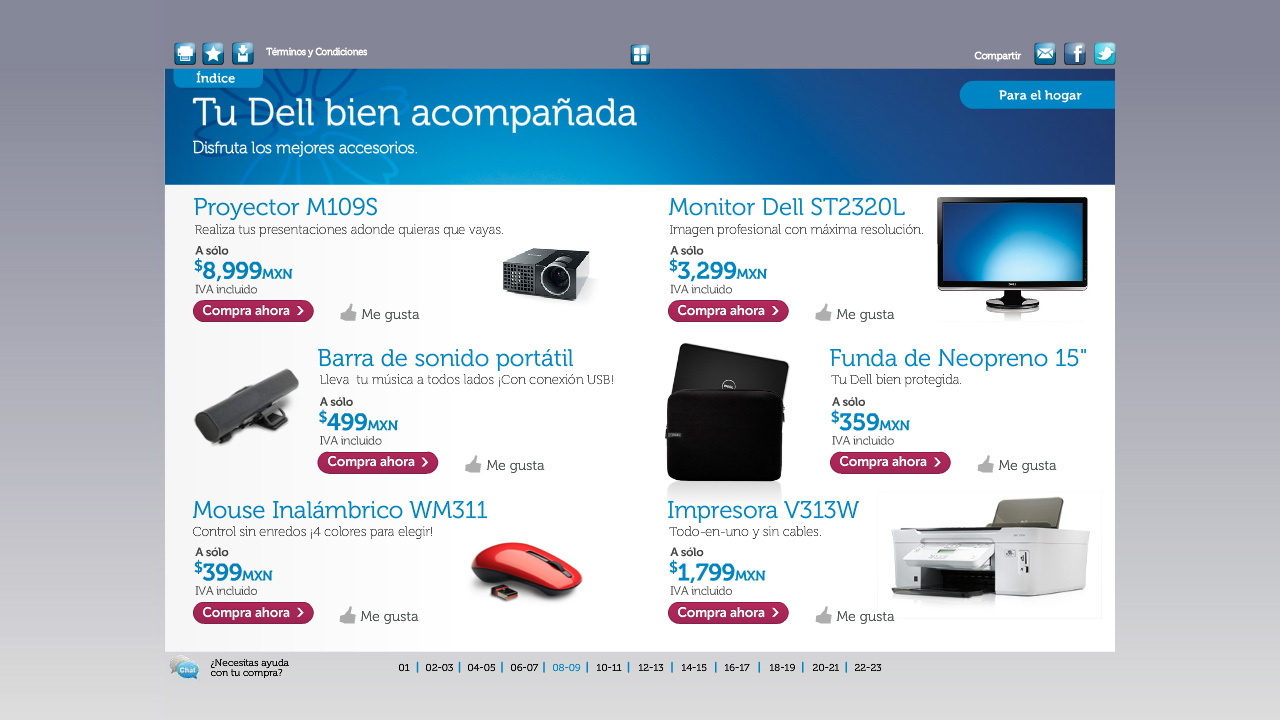 Términos y Condiciones
Compartir
Índice
Para el hogar
Tu Dell bien acompañada
Disfruta los mejores accesorios.
Proyector M109S
Realiza tus presentaciones adonde quieras que vayas.
A sólo
$8,999MXN
IVA incluido
Compra ahora
Me gusta
Monitor Dell ST2320L
Imagen profesional con máxima resolución.
A sólo
$3,299MXN
IVA incluido
Compra ahora
Me gusta
Barra de sonido portátil
Lleva tu música a todos lados ¡Con conexión USB!
A sólo
$499MXN
IVA incluido
Compra ahora
Me gusta
Funda de Neopreno 15"
Tu Dell bien protegida.
A sólo
$359MXN
IVA incluido
Compra ahora
Me gusta
Mouse Inalámbrico WM311
Control sin enredos ¡4 colores para elegir!
A sólo
$399MXN
IVA incluido
Compra ahora
Me gusta
Impresora V313W
Todo-en-uno y sin cables.
A sólo
$1,799MXN
IVA incluido
Compra ahora
Me gusta
Chat
¿Necesitas ayuda
con tu compra?
01 | 02-03 | 04-05 | 06-07 | 08-09 | 10-11 | 12-13 | 14-15 | 16-17 | 18-19 | 20-21 | 22-23